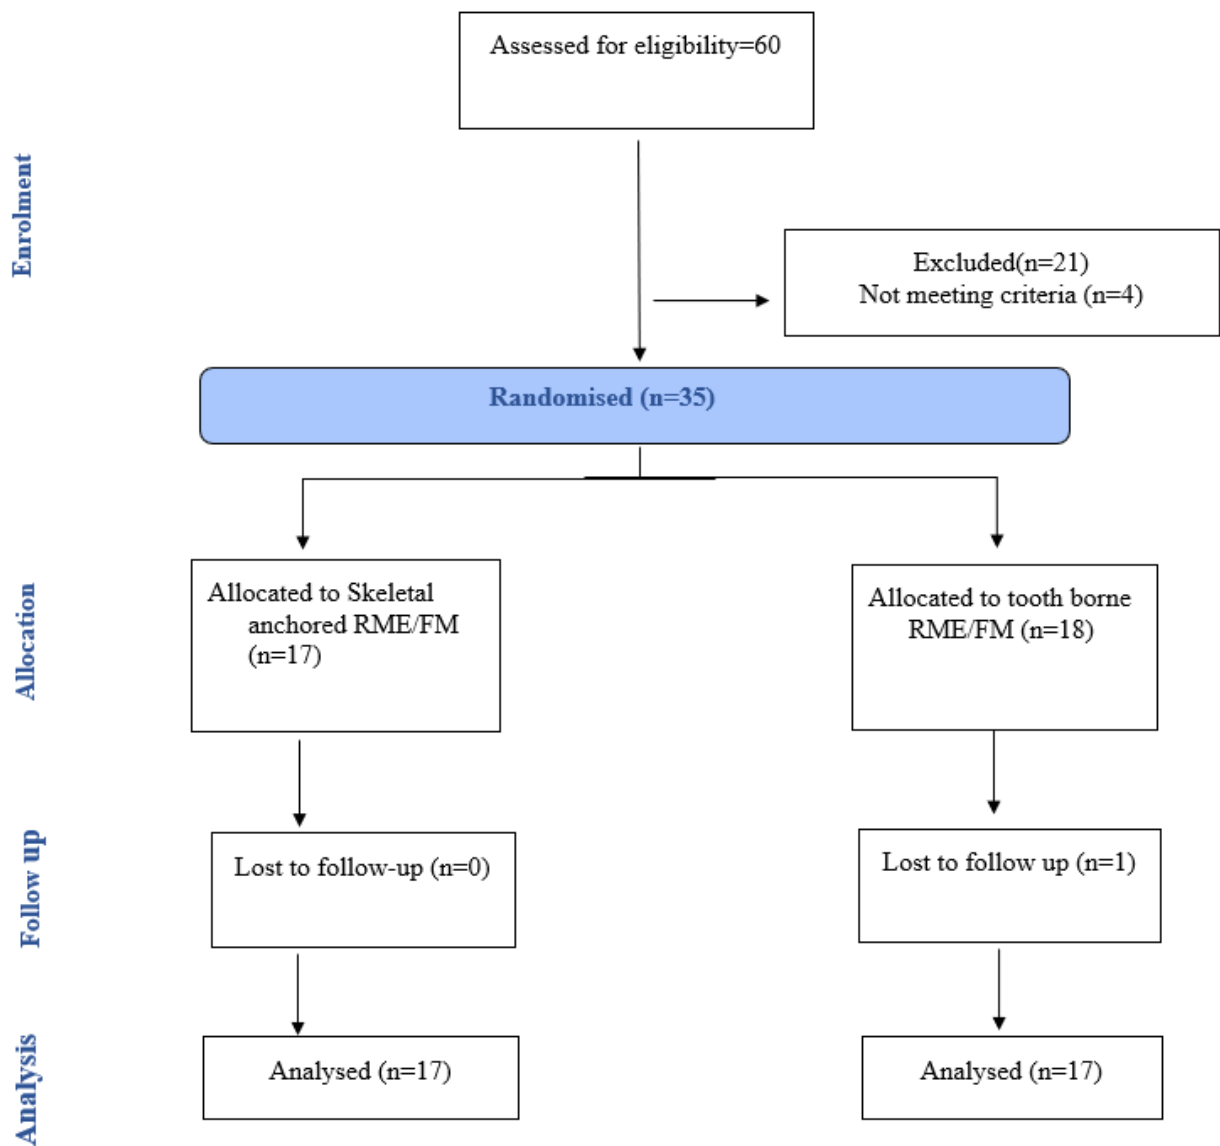 Assessed for eligibility=60
Enrolment
Excluded(n=21)
Not meeting criteria (n=4)
Randomised (n=35)
Allocation
Allocated to Skeletal
anchored RME/FM
(n=17)
Allocated to tooth borne
RME/FM (n=18)
Follow up
Lost to follow-up (n=0)
Lost to follow up (n=1)
Analysis
Analysed (n=17)
Analysed (n=17)